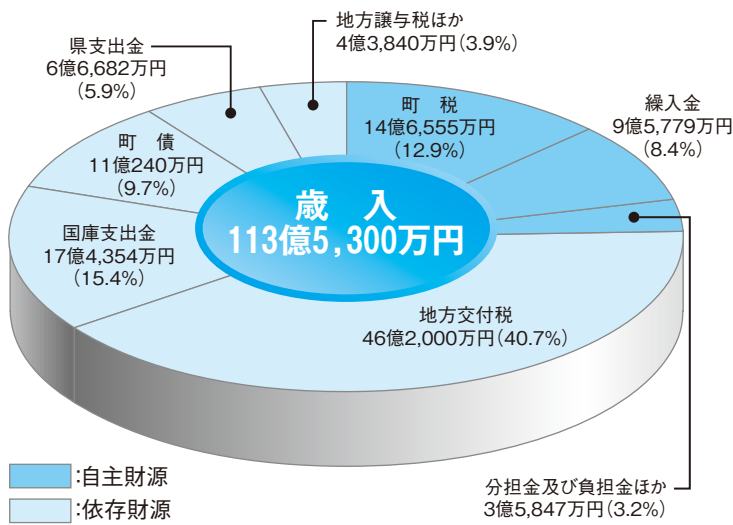 地方譲与税ほか
4億3,840万円(3.9%)
県支出金
6億6,682万円
(5.9%)
町　税
14億6,555万円
(12.9%)
繰入金
9億5,779万円
(8.4%)
町　債
11億240万円
(9.7%)
歳　入
113億5,300万円
国庫支出金
17億4,354万円
(15.4%)
地方交付税
46億2,000万円(40.7%)
:自主財源
:依存財源
分担金及び負担金ほか
3億5,847万円(3.2%)